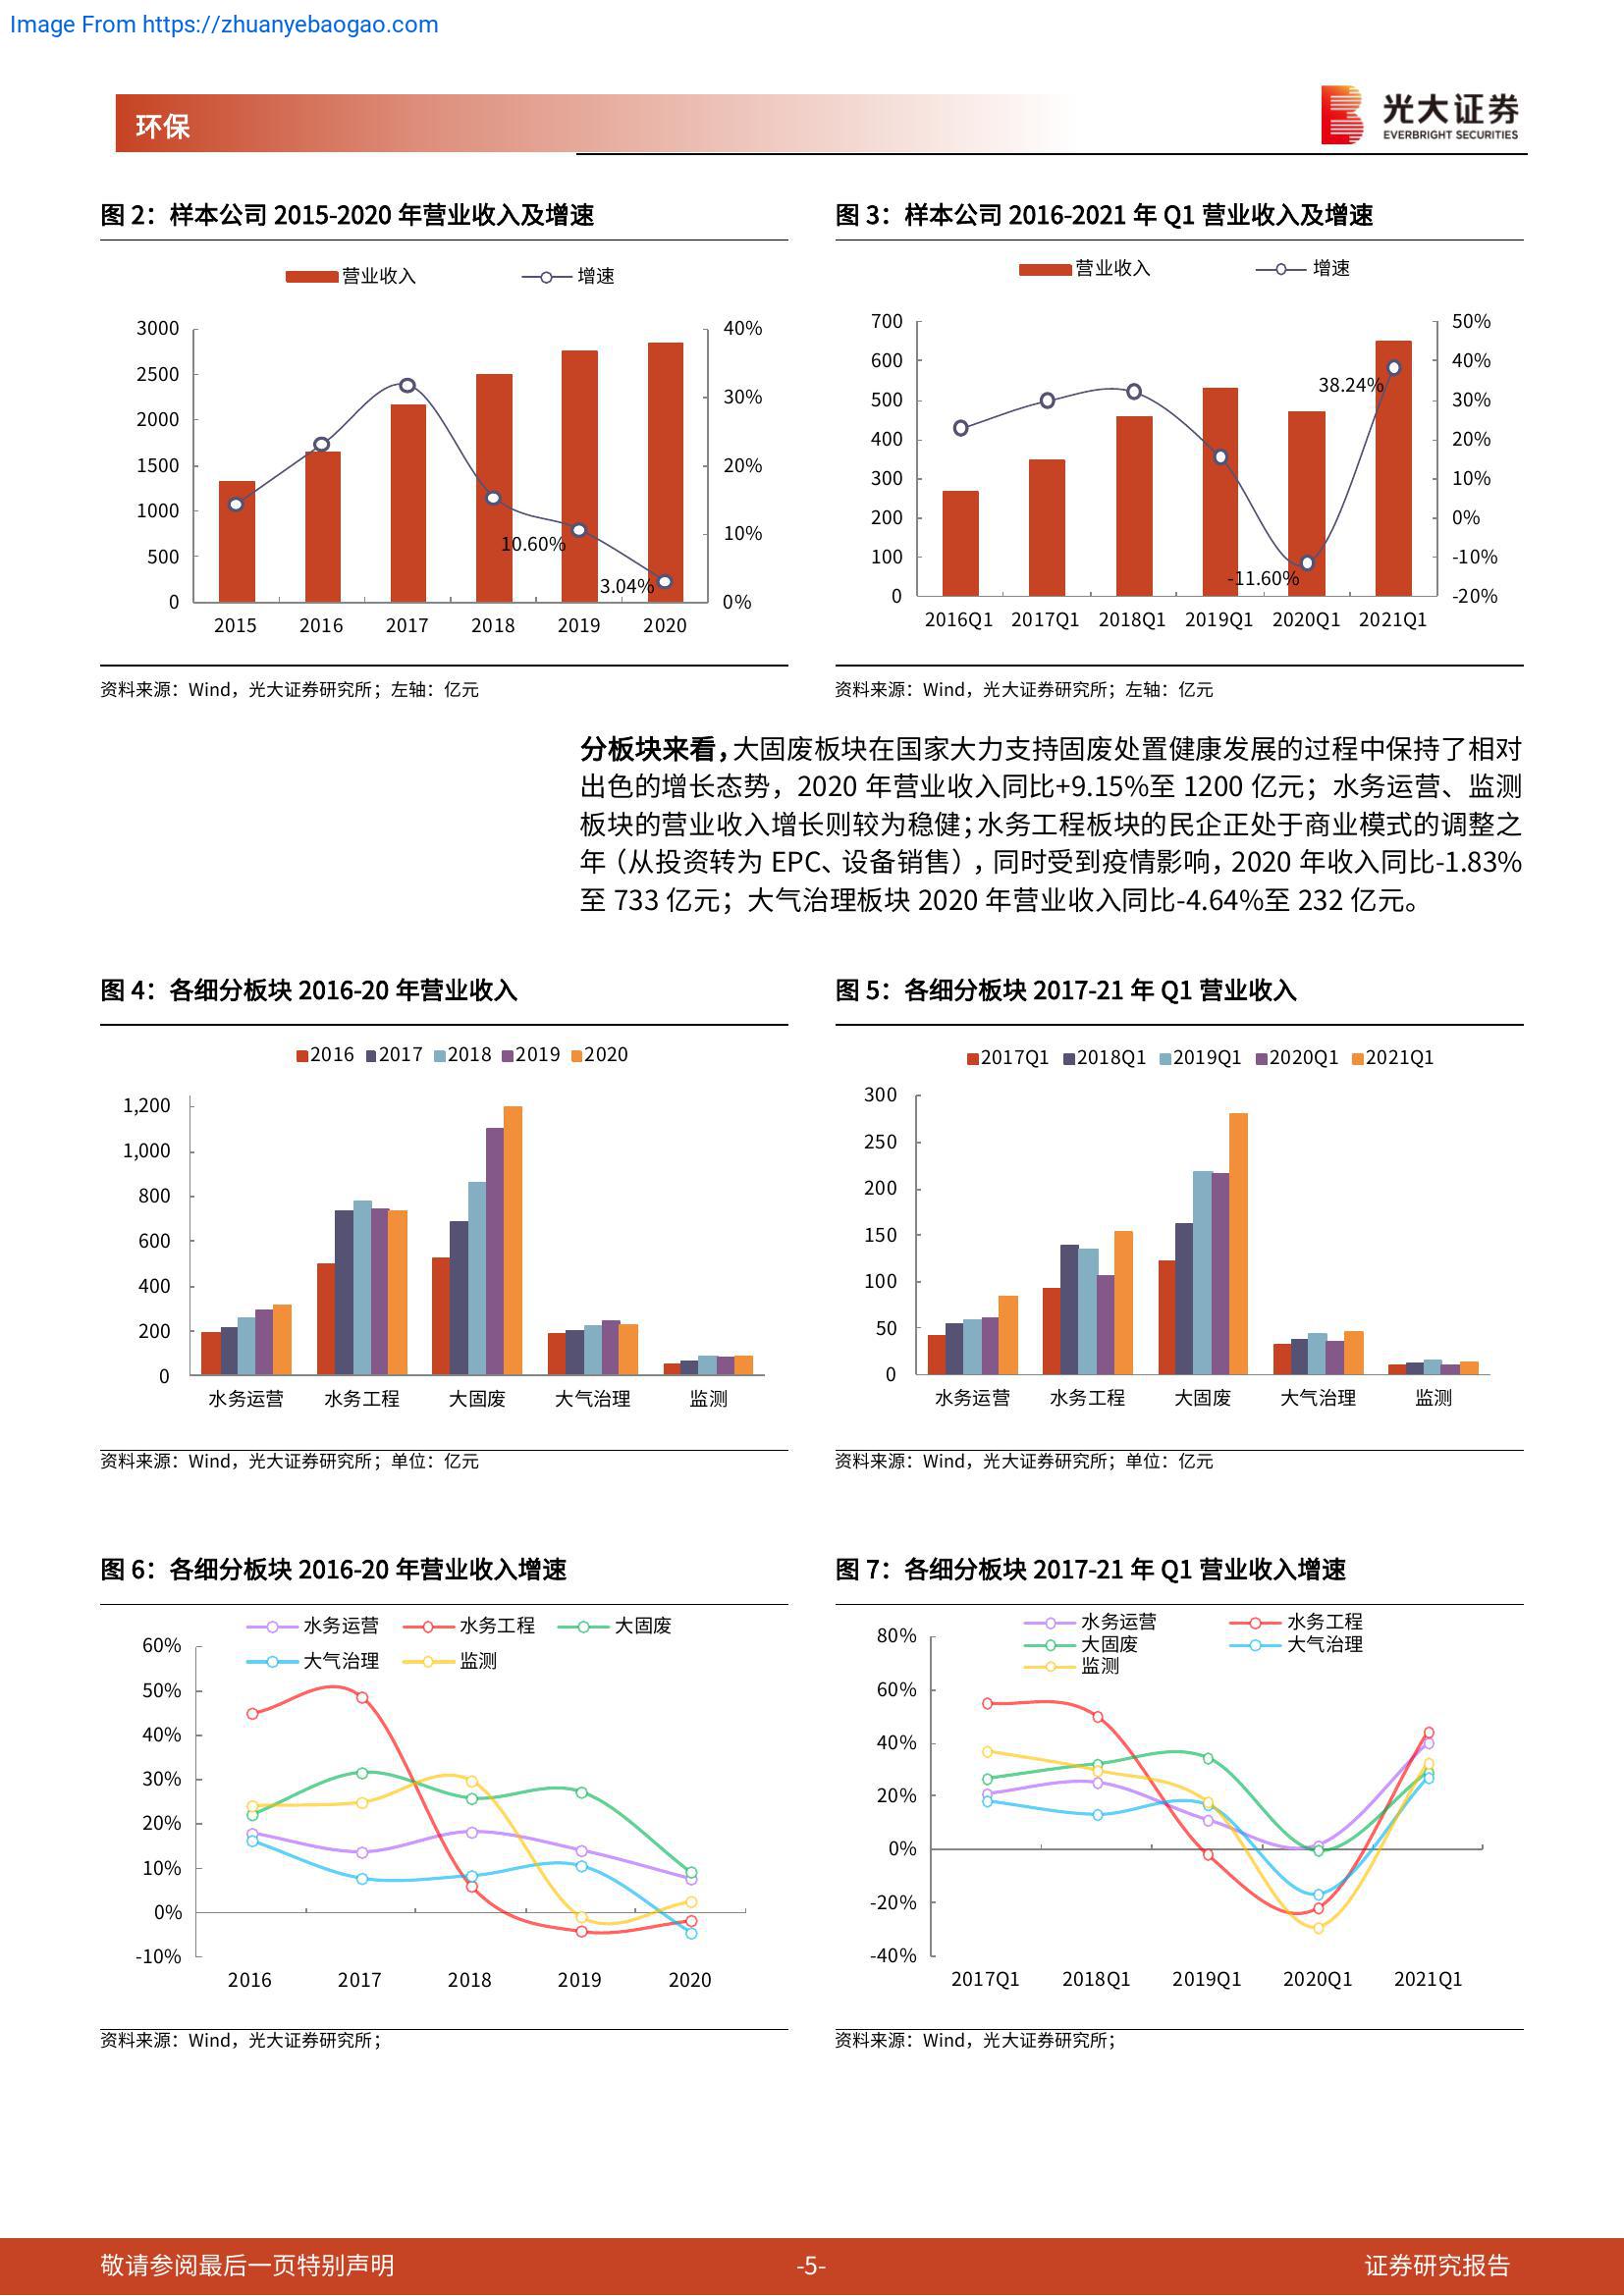 Image From https://zhuanyebaogao.com
环保
光大证券
EVERBRIGHT SECURITIES
图 2：样本公司 2015-2020 年营业收入及增速
营业收入 增速
3000 40%
2500
30%
2000
1500 20%
1000
10%
500
0 0%
10.60%
3.04%
2015 2016 2017 2018 2019 2020
资料来源：Wind，光大证券研究所；左轴：亿元
图 3：样本公司 2016-2021 年 Q1 营业收入及增速
营业收入 增速
700 50%
600 40%
500 30%
400 20%
300 10%
200 0%
100 -10%
0 -20%
38.24%
-11.60%
2016Q1 2017Q1 2018Q1 2019Q1 2020Q1 2021Q1
资料来源：Wind，光大证券研究所；左轴：亿元
分板块来看，大固废板块在国家大力支持固废处置健康发展的过程中保持了相对
出色的增长态势，2020 年营业收入同比+9.15%至 1200 亿元；水务运营、监测
板块的营业收入增长则较为稳健；水务工程板块的民企正处于商业模式的调整之
年（从投资转为 EPC、设备销售），同时受到疫情影响，2020 年收入同比-1.83%
至 733 亿元；大气治理板块 2020 年营业收入同比-4.64%至 232 亿元。
图 4：各细分板块 2016-20 年营业收入
2016 2017 2018 2019 2020
1,200
1,000
800
600
400
200
0
水务运营 水务工程 大固废 大气治理 监测
资料来源：Wind，光大证券研究所；单位：亿元
图 5：各细分板块 2017-21 年 Q1 营业收入
2017Q1 2018Q1 2019Q1 2020Q1 2021Q1
300
250
200
150
100
50
0
水务运营 水务工程 大固废 大气治理 监测
资料来源：Wind，光大证券研究所；单位：亿元
图 6：各细分板块 2016-20 年营业收入增速
水务运营 水务工程 大固废
大气治理 监测
60%
50%
40%
30%
20%
10%
0%
-10%
2016 2017 2018 2019 2020
资料来源：Wind，光大证券研究所；
图 7：各细分板块 2017-21 年 Q1 营业收入增速
水务运营 水务工程
大固废 大气治理
监测
80%
60%
40%
20%
0%
-20%
-40%
2017Q1 2018Q1 2019Q1 2020Q1 2021Q1
资料来源：Wind，光大证券研究所；
敬请参阅最后一页特别声明 -5- 证券研究报告